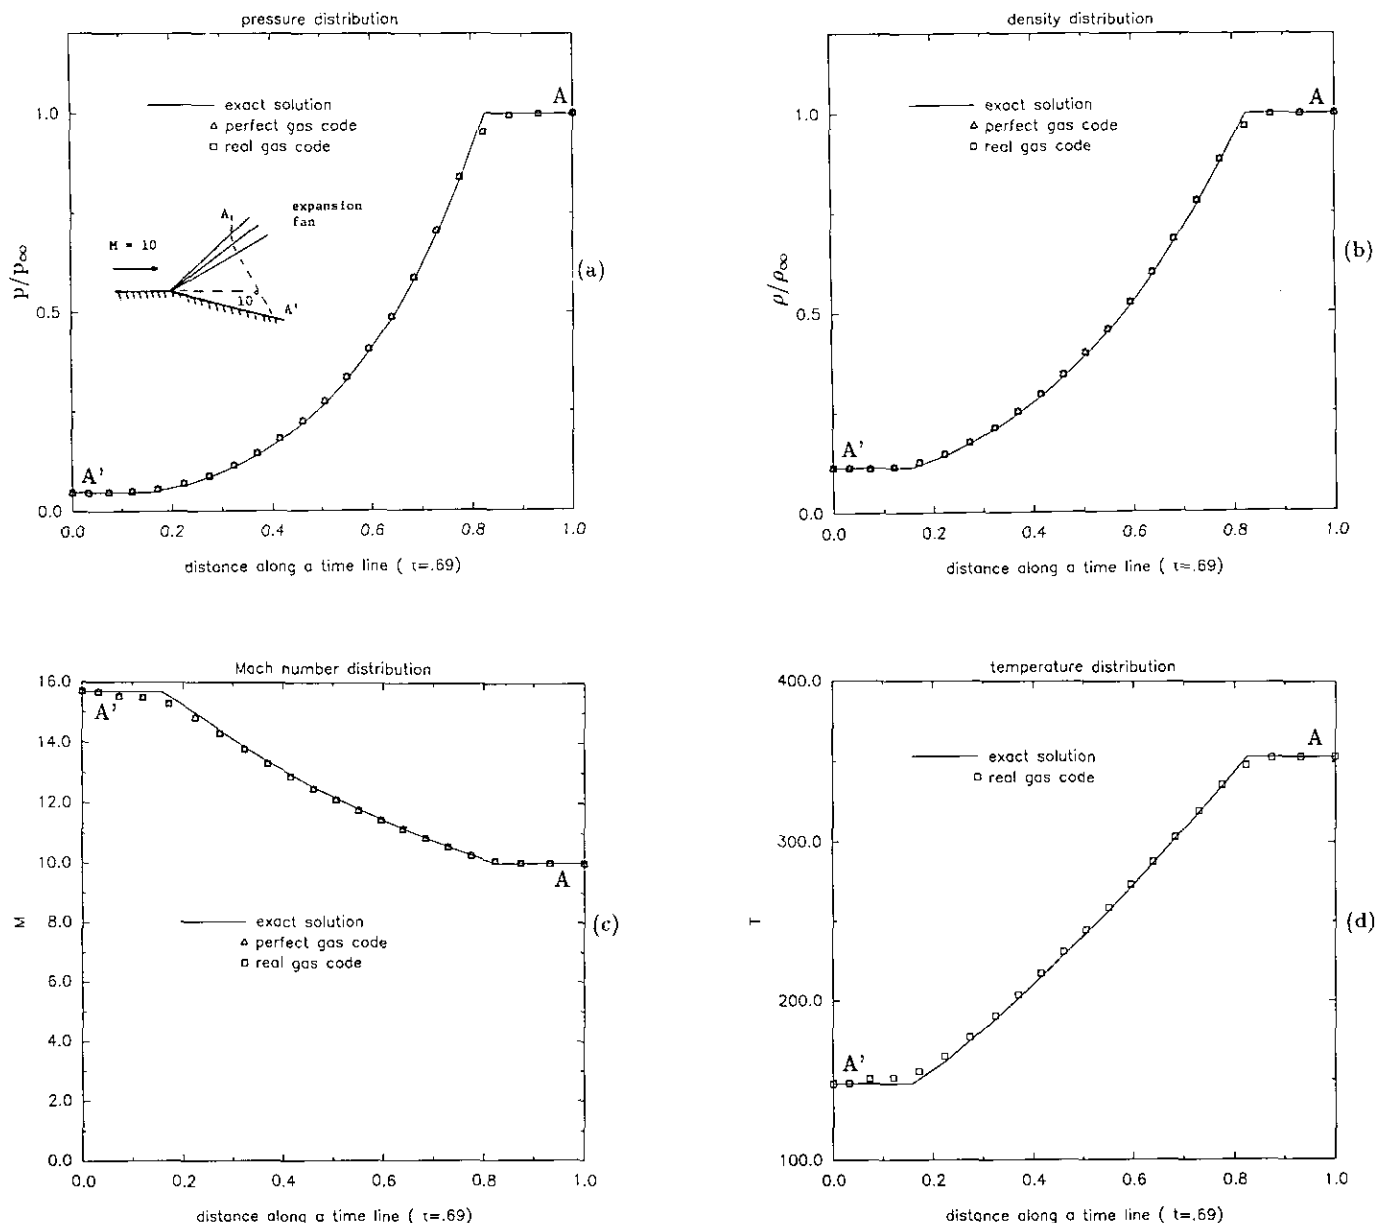 pressure distribution
1.0
0.5
0.0
p/p∞
exact solution
perfect gas code
real gas code
A
A
expansion
fan
M = 10
10
A'
A'
0.0 0.2 0.4 0.6 0.8 1.0
distance along a time line ( τ=.69)
(a)
density distribution
1.0
0.5
0.0
ρ/ρ∞
exact solution
perfect gas code
real gas code
A
A'
0.0 0.2 0.4 0.6 0.8 1.0
distance along a time line ( τ=.69)
(b)
Mach number distribution
16.0
14.0
12.0
10.0
8.0
6.0
4.0
2.0
0.0
M
A'
A
exact solution
perfect gas code
real gas code
0.0 0.2 0.4 0.6 0.8 1.0
distance along a time line ( τ=.69)
(c)
temperature distribution
400.0
300.0
200.0
100.0
T
exact solution
real gas code
A
A'
0.0 0.2 0.4 0.6 0.8 1.0
distance along a time line ( t=.69)
(d)